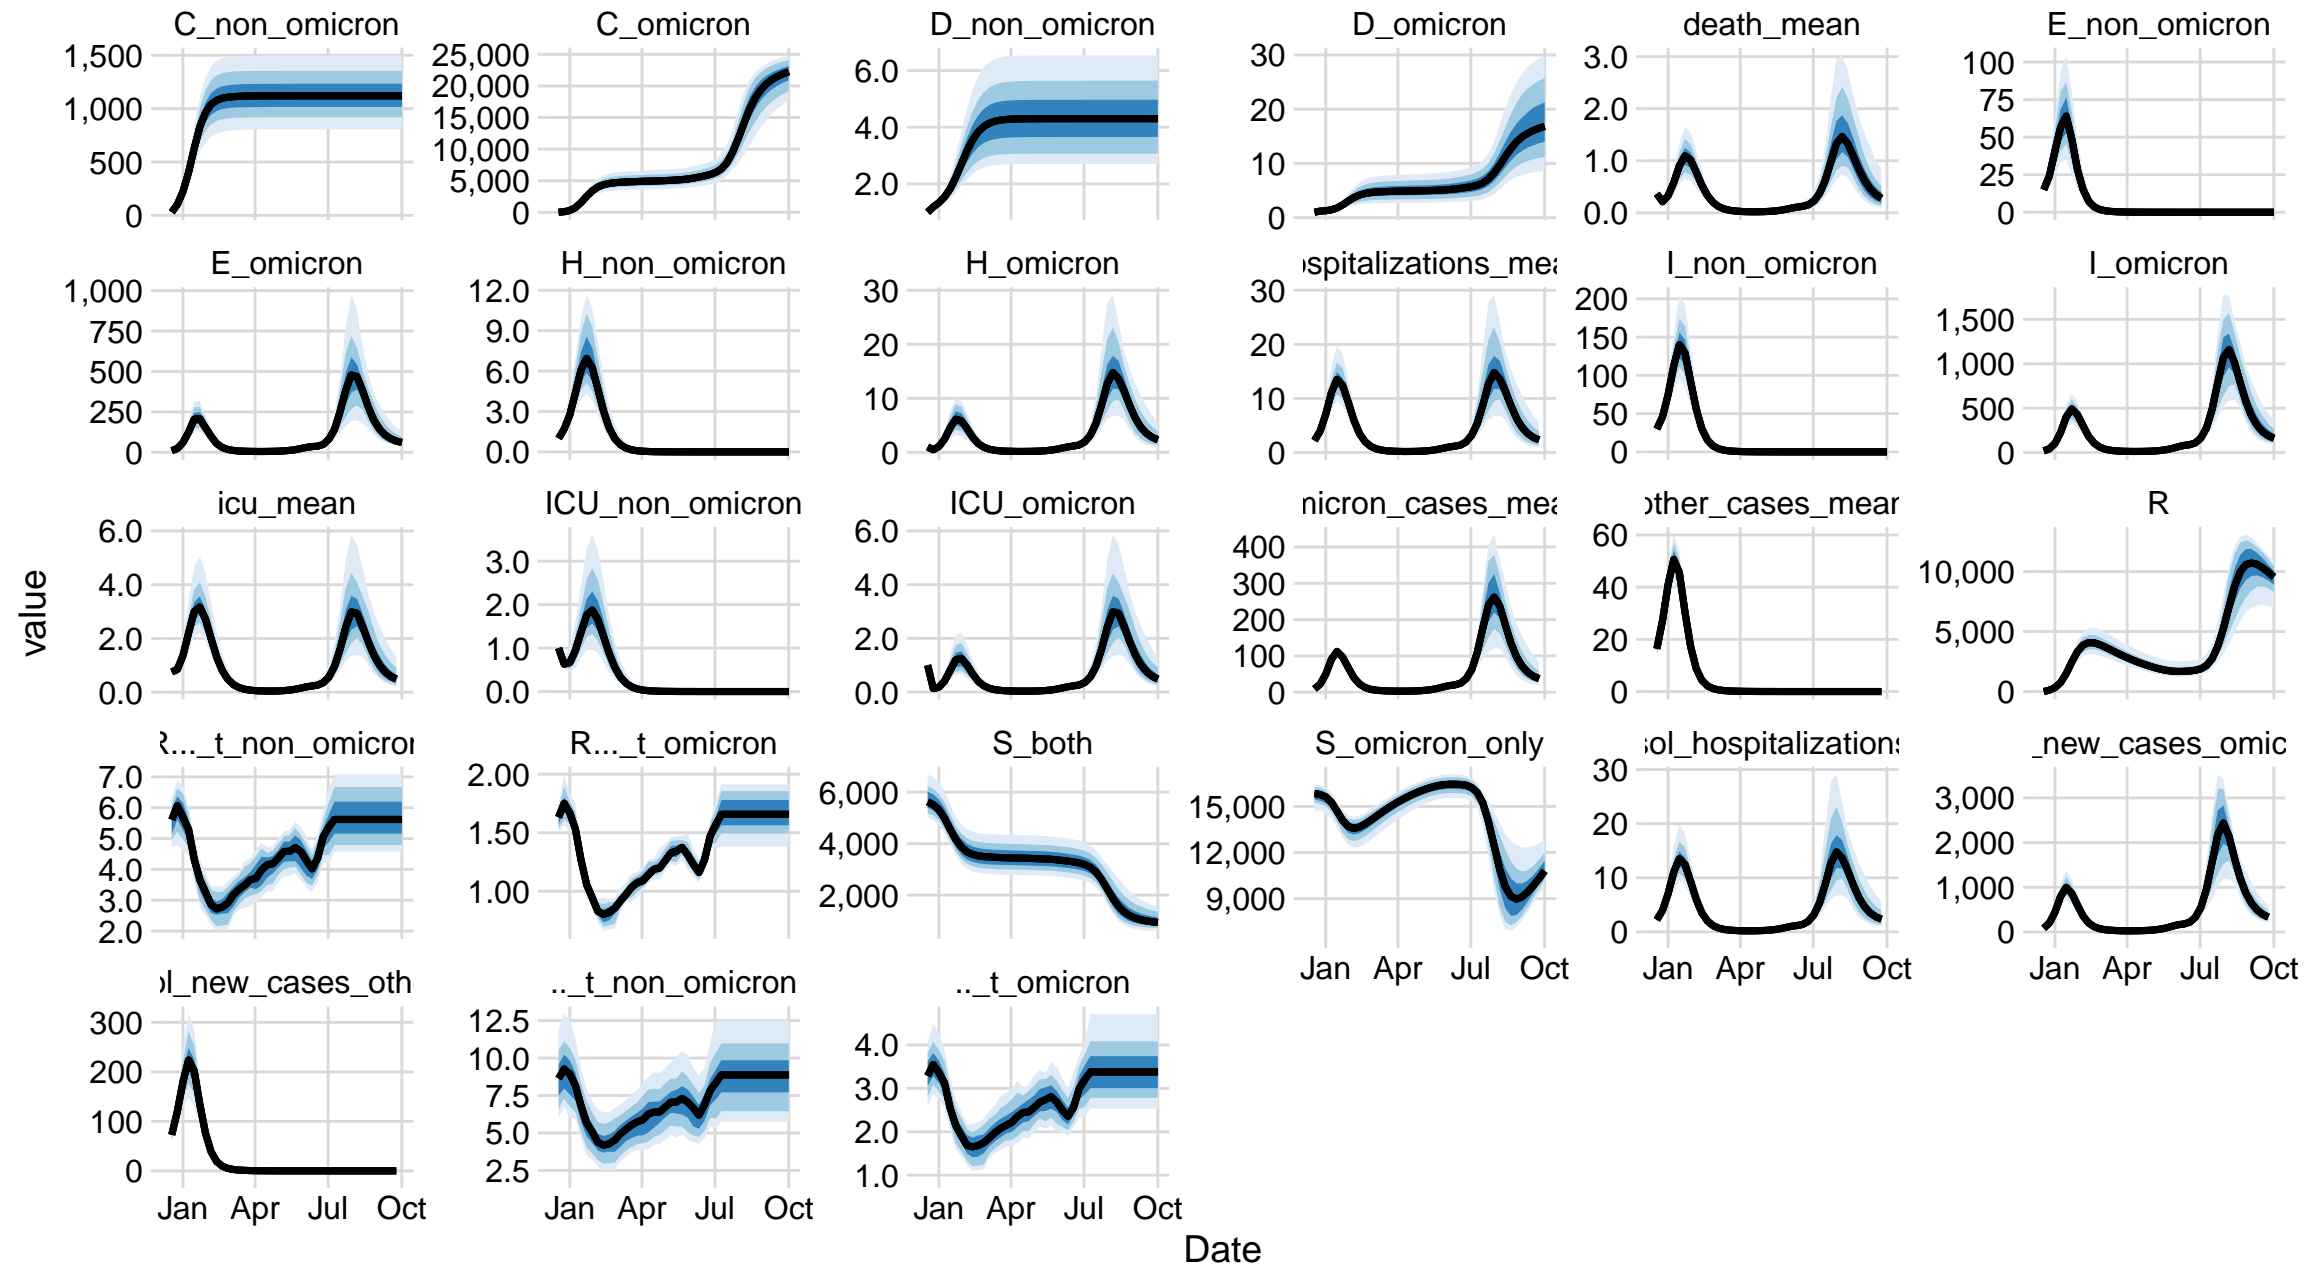 C_non_omicron C_omicron D_non_omicron D_omicron death_mean E_non_omicron
1,500 1,000 500 0
25,000 20,000 15,000 10,000 5,000 0
6.0 4.0 2.0
30 20 10 0
3.0 2.0 1.0 0.0
100 75 50 25 0
E_omicron H_non_omicron H_omicron ospitalizations_mea I_non_omicron I_omicron
1,000 750 500 250 0
12.0 9.0 6.0 3.0 0.0
30 20 10 0
30 20 10 0
200 150 100 50 0
1,500 1,000 500 0
icu_mean ICU_non_omicron ICU_omicron micron_cases_mea other_cases_mean R
6.0 4.0 2.0 0.0
3.0 2.0 1.0 0.0
6.0 4.0 2.0 0.0
400 300 200 100 0
60 40 20 0
10,000 5,000 0
R..._t_non_omicron R..._t_omicron S_both S_omicron_only sol_hospitalizations _new_cases_omic
7.0 6.0 5.0 4.0 3.0 2.0
2.00 1.50 1.00
6,000 4,000 2,000
15,000 12,000 9,000
30 20 10 0
3,000 2,000 1,000 0
Jan Apr Jul Oct Jan Apr Jul Oct Jan Apr Jul Oct
ol_new_cases_oth .._t_non_omicron .._t_omicron
300 200 100 0
12.5 10.0 7.5 5.0 2.5
4.0 3.0 2.0 1.0
Jan Apr Jul Oct Jan Apr Jul Oct Jan Apr Jul Oct
value
Date